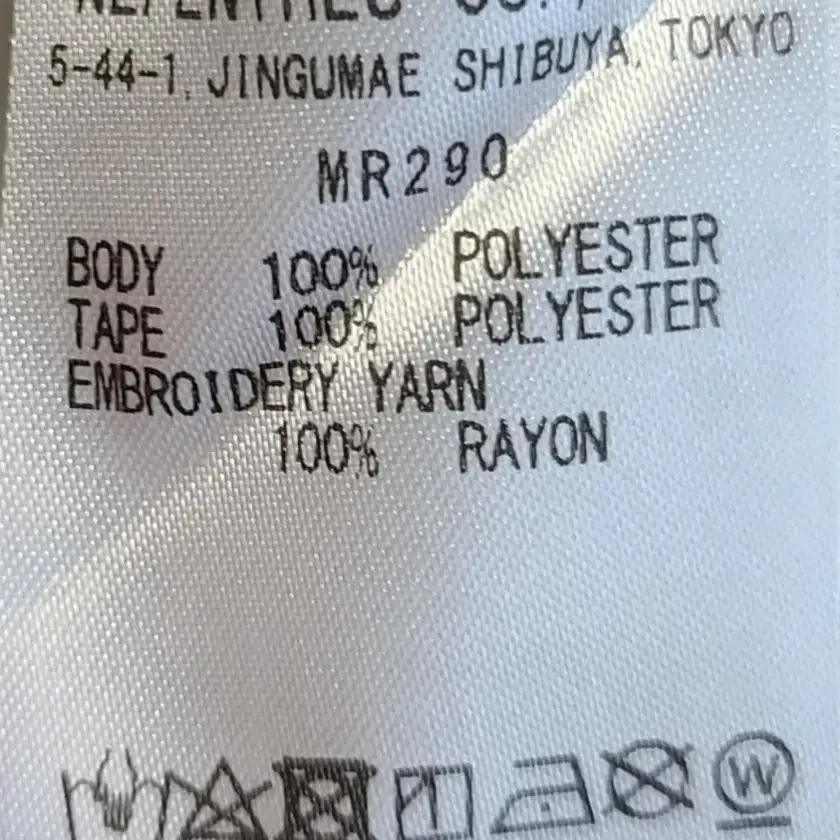 5-44-1, JINGUMAE SHIBUYA, TOKYO
MR290
BODY 100% POLYESTER
TAPE 100% POLYESTER
EMBROIDERY YARN
100% RAYON
W